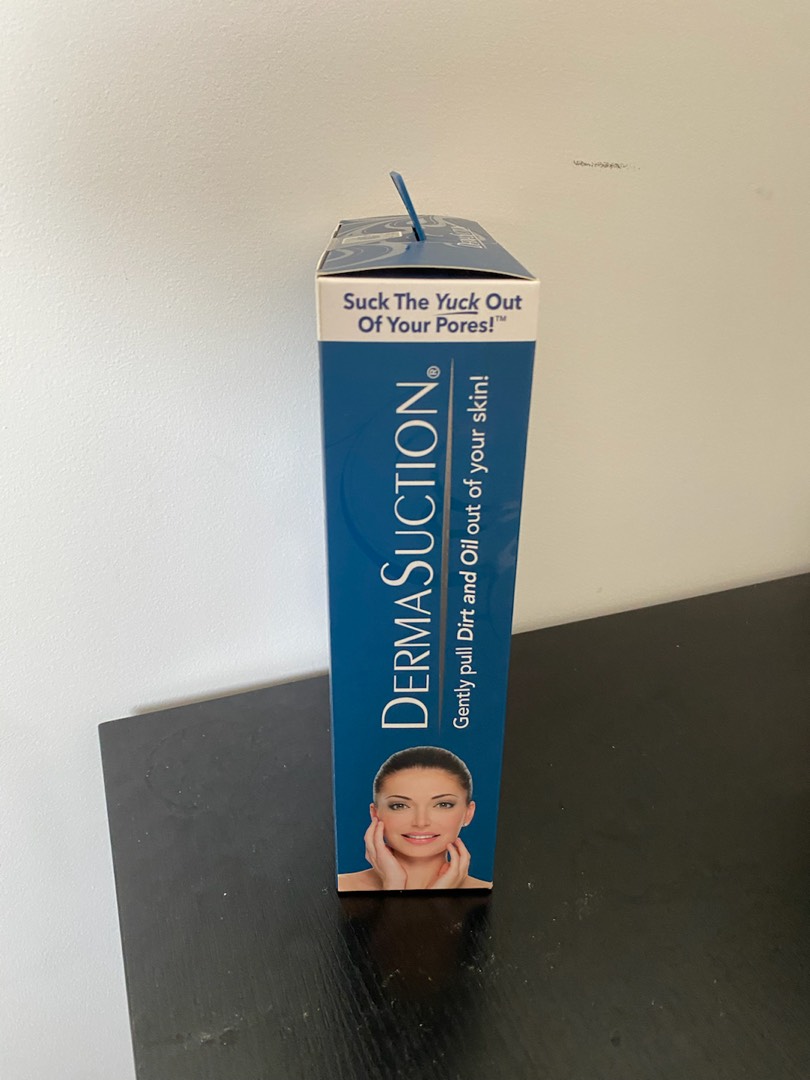 Suck The Yuck Out
Of Your Pores!™
DERMASUCTION®
Gently pull Dirt and Oil out of your skin!